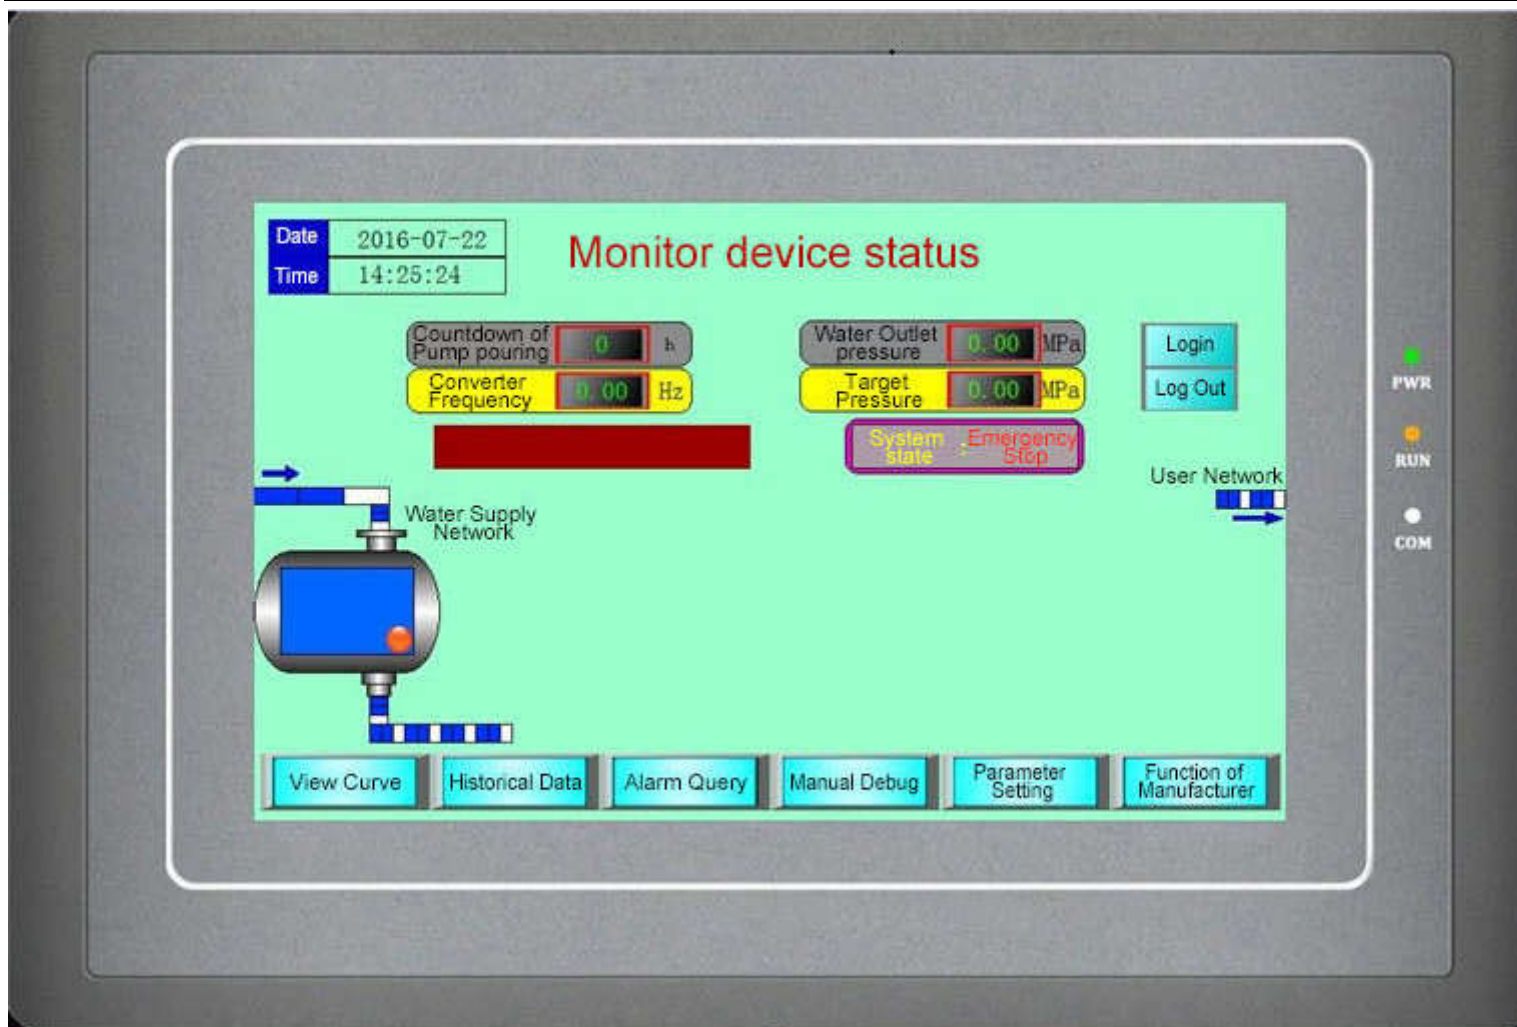 Date 2016-07-22
Time 14:25:24
Monitor device status
Countdown of
Pump pouring 0 h
Converter
Frequency 0.00 Hz
Water Outlet
pressure 0.00 MPa
Target
Pressure 0.00 MPa
System
state : Emergency
Stop
Login
Log Out
PWR
RUN
COM
User Network
Water Supply
Network
View Curve
Historical Data
Alarm Query
Manual Debug
Parameter
Setting
Function of
Manufacturer